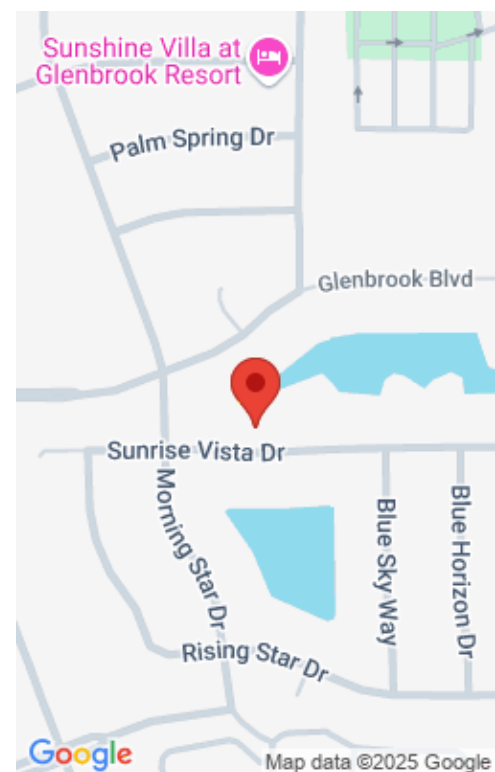 Sunshine Villa at
Glenbrook Resort
Palm Spring Dr
Glenbrook Blvd
Sunrise Vista Dr
Morning Star Dr
Blue Sky Way
Blue Horizon Dr
Rising Star Dr
Google
Map data ©2025 Google